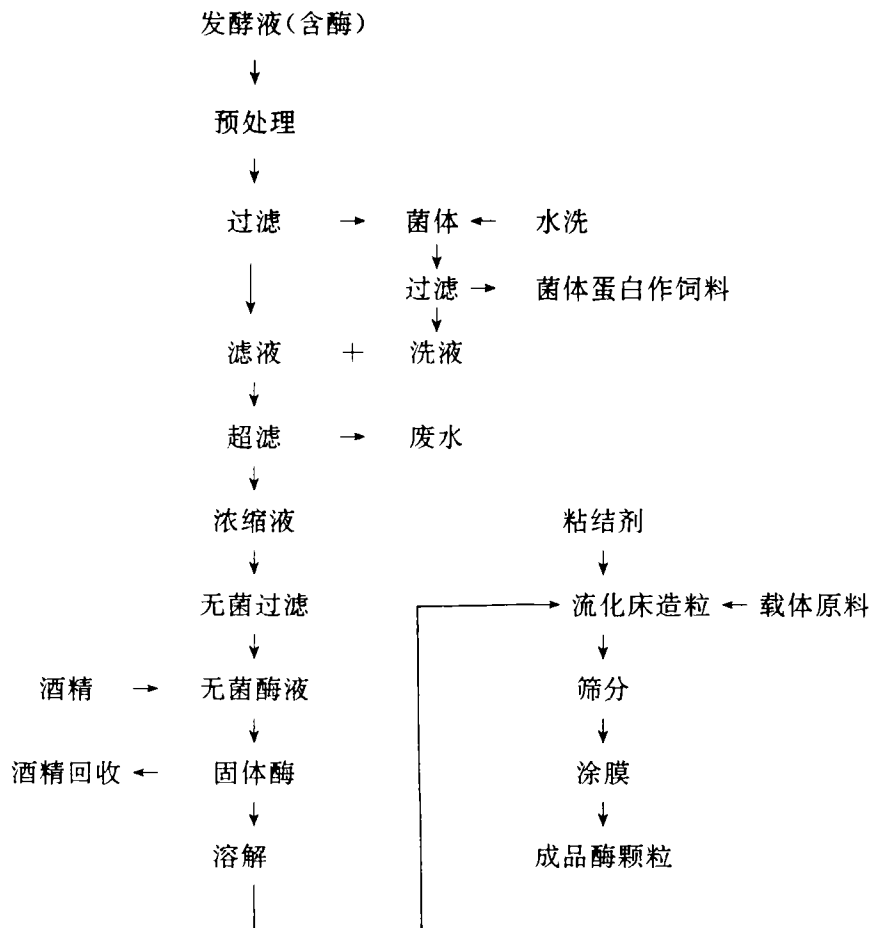 发酵液(含酶)
↓
预处理
↓
过滤 → 菌体 ← 水洗
↓ ↓
过滤 → 菌体蛋白作饲料
↓
滤液 + 洗液
↓
超滤 → 废水
↓
浓缩液 粘结剂
↓ ↓
无菌过滤 → 流化床造粒 ← 载体原料
↓ ↓
酒精 → 无菌酶液 筛分
↓ ↓
酒精回收 ← 固体酶 涂膜
↓ ↓
溶解 成品酶颗粒